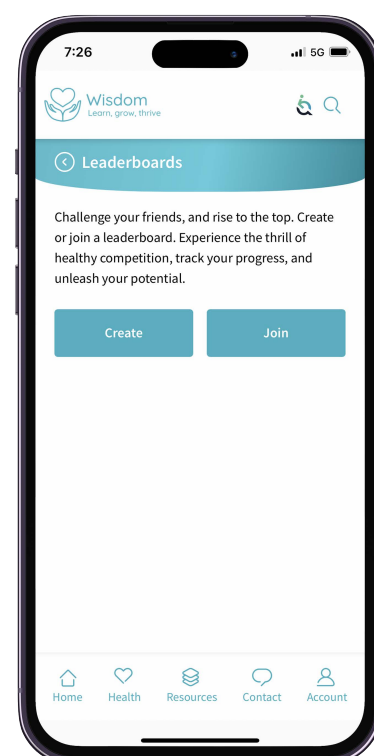 7:26
5G
Wisdom
Learn, grow, thrive
Leaderboards
Challenge your friends, and rise to the top. Create
or join a leaderboard. Experience the thrill of
healthy competition, track your progress, and
unleash your potential.
Create
Join
Home
Health
Resources
Contact
Account